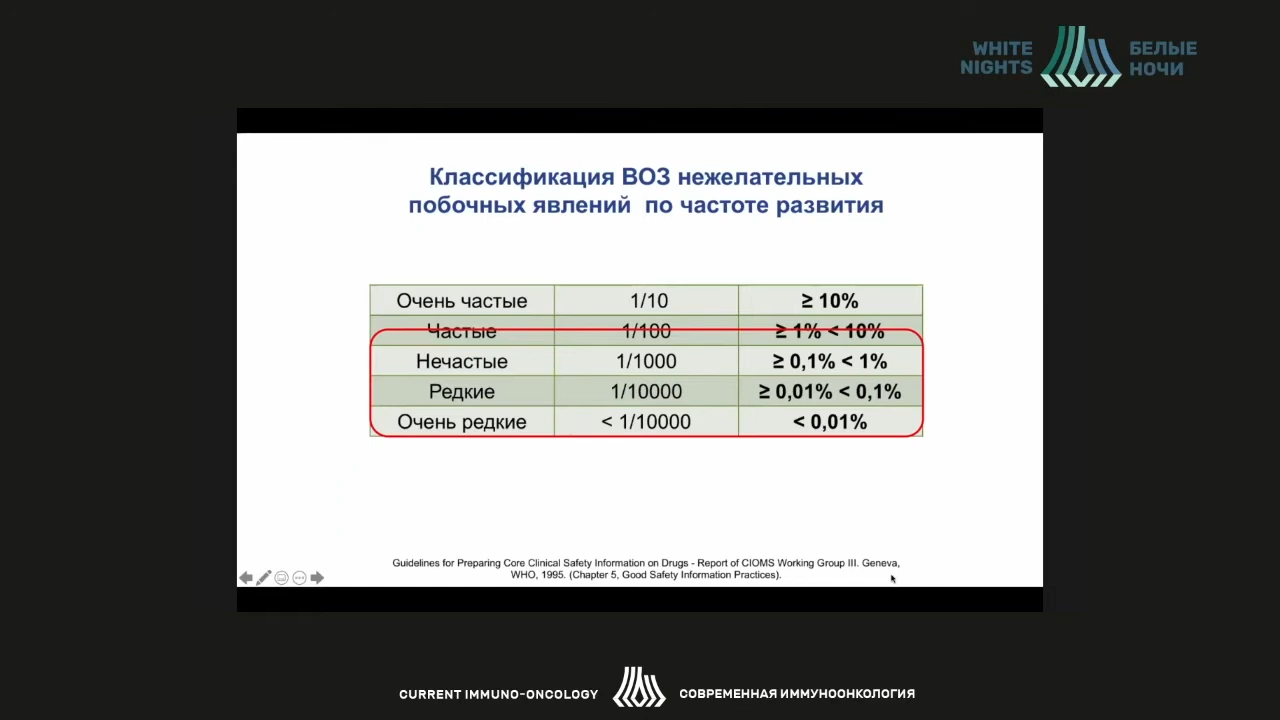 WHITE
NIGHTS
БЕЛЫЕ
НОЧИ
Классификация ВОЗ нежелательных
побочных явлений по частоте развития
Очень частые 1/10 ≥ 10%
Частые 1/100 ≥ 1% < 10%
Нечастые 1/1000 ≥ 0,1% < 1%
Редкие 1/10000 ≥ 0,01% < 0,1%
Очень редкие < 1/10000 < 0,01%
Guidelines for Preparing Core Clinical Safety Information on Drugs - Report of CIOMS Working Group III. Geneva,
WHO, 1995. (Chapter 5, Good Safety Information Practices).
CURRENT IMMUNO-ONCOLOGY
СОВРЕМЕННАЯ ИММУНООНКОЛОГИЯ